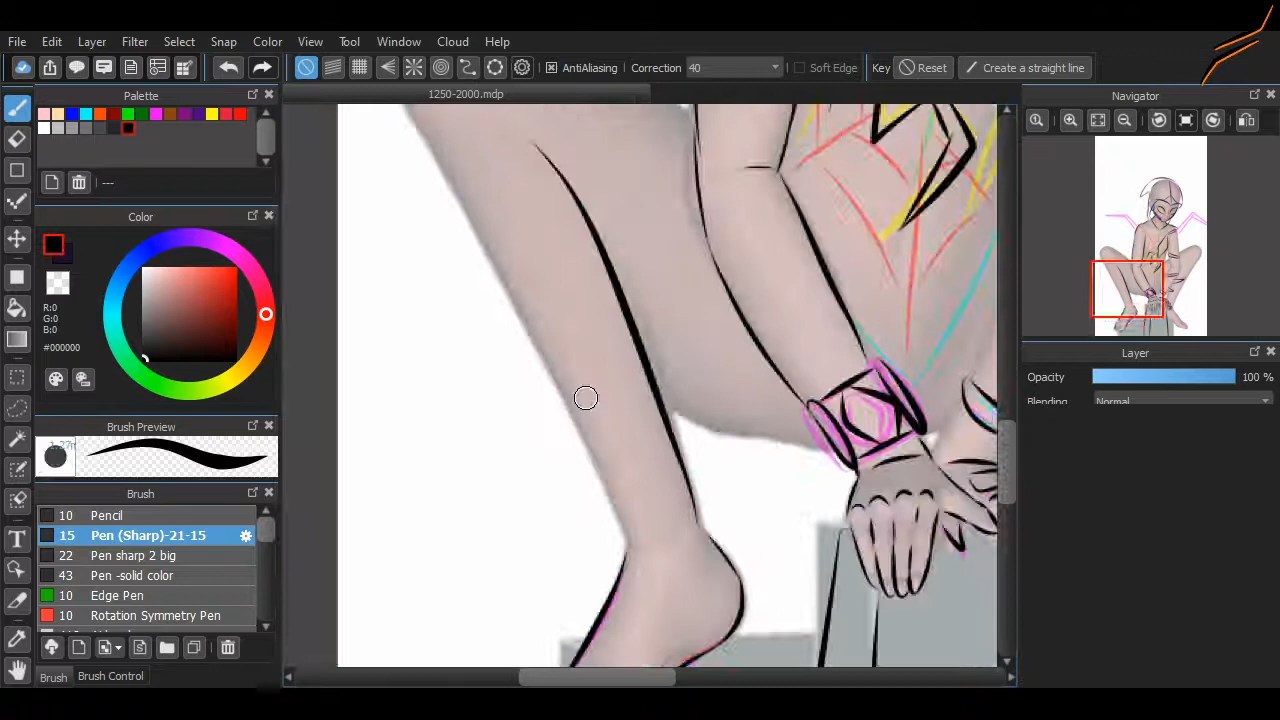 File Edit Layer Filter Select Snap Color View Tool Window Cloud Help
AntiAliasing Correction 40 Soft Edge Key Reset Create a straight line
Palette
1250-2000.mdp
Navigator
---
Color
R:0
G:0
B:0
#000000
Layer
Opacity 100 %
Blending Normal
Brush Preview
Brush
10 Pencil
15 Pen (Sharp)-21-15
22 Pen sharp 2 big
43 Pen -solid color
10 Edge Pen
10 Rotation Symmetry Pen
Brush Brush Control